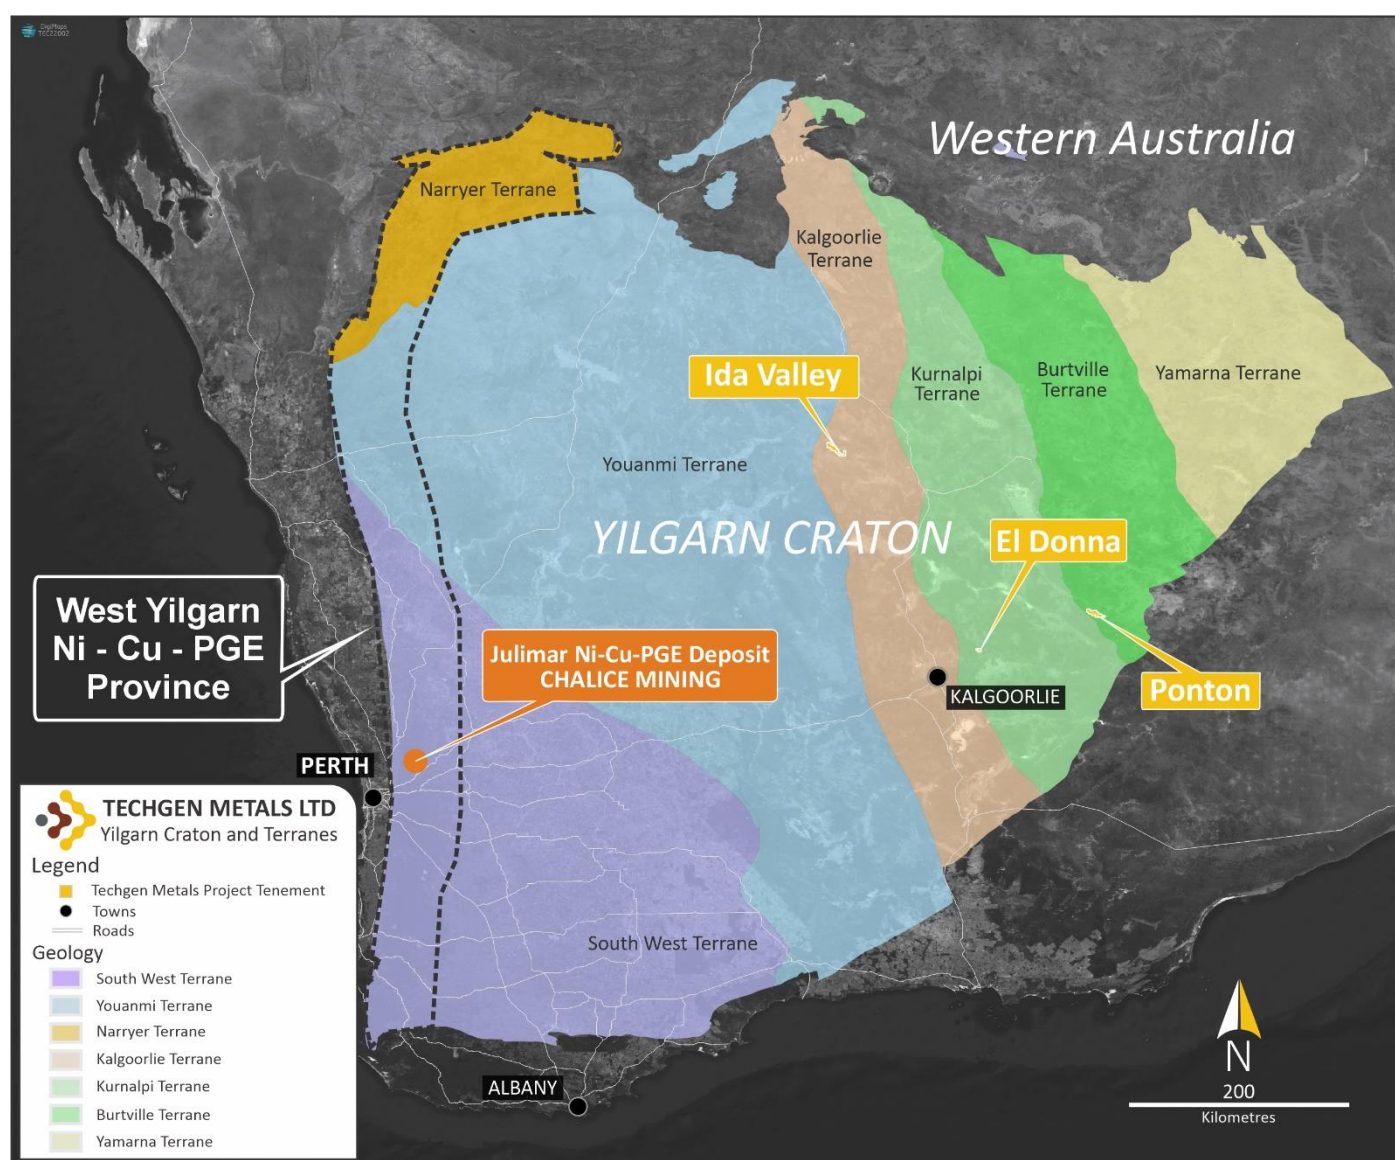 DigiMaps
TEC22002
Western Australia
Narryer Terrane
Kalgoorlie
Terrane
Ida Valley
Kurnalpi
Terrane
Burtville
Terrane
Yamarna Terrane
Youanmi Terrane
YILGARN CRATON
El Donna
West Yilgarn
Ni - Cu - PGE
Province
Julimar Ni-Cu-PGE Deposit
CHALICE MINING
KALGOORLIE
Ponton
PERTH
South West Terrane
ALBANY
TECHGEN METALS LTD
Yilgarn Craton and Terranes
Legend
Techgen Metals Project Tenement
Towns
Roads
Geology
South West Terrane
Youanmi Terrane
Narryer Terrane
Kalgoorlie Terrane
Kurnalpi Terrane
Burtville Terrane
Yamarna Terrane
N
200
Kilometres